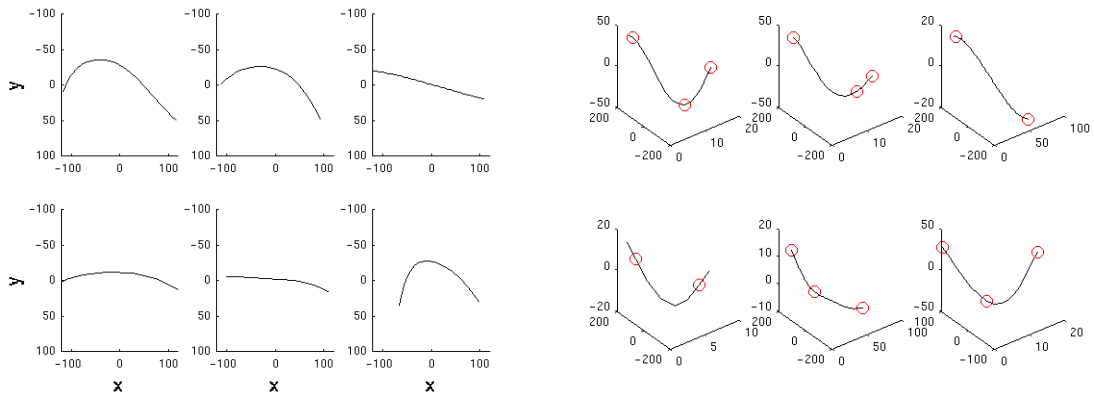 -100 -100 -100 50 50 20
-50 -50 -50
y 0 0 0 0 0 0
50 50 50 -50 -50 -20
200 20 200 20 200 100
100 100 100 0 10 0 10 0 50
-100 0 100 -100 0 100 -100 0 100 -200 0 -200 0 -200 0
-100 -100 -100 20 20 50
-50 -50 -50 0 10 0
y 0 0 0 0
50 50 50 -20 -10 -50
200 10 200 100 100 20
100 100 100 0 5 0 50 0 10
-100 0 100 -100 0 100 -100 0 100 -200 0 -200 0 -100 0
x x x